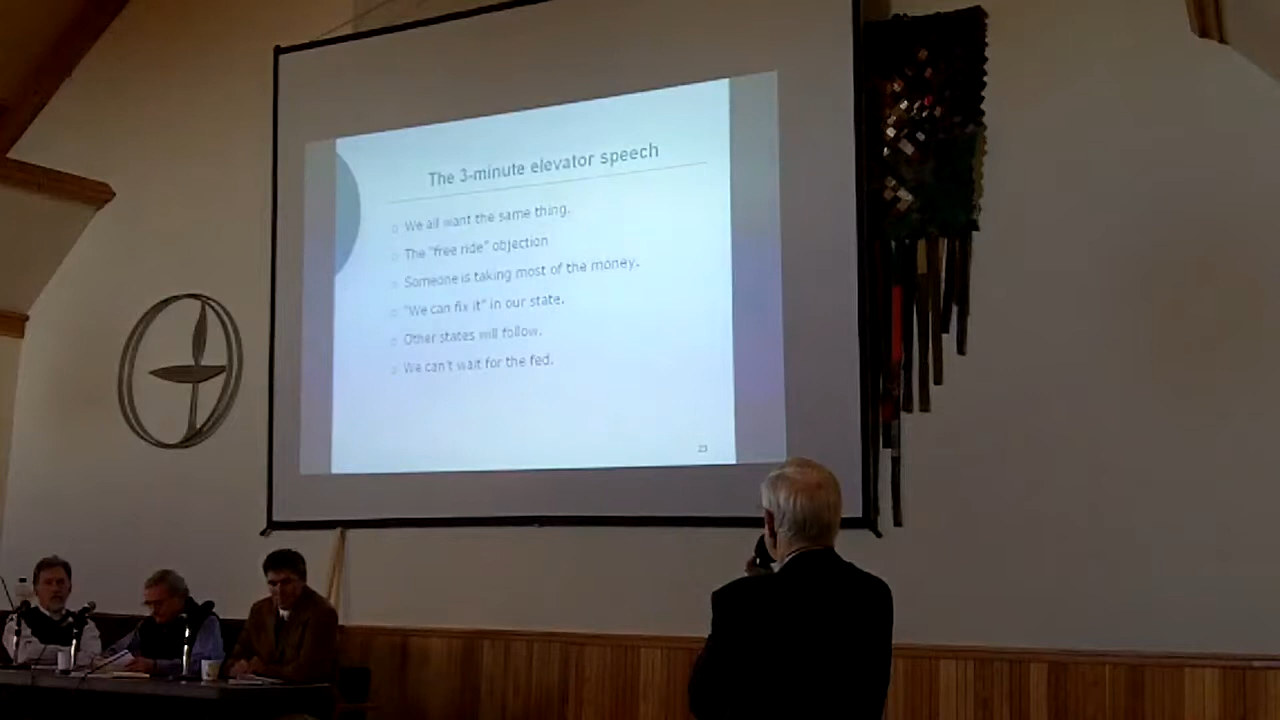 The 3-minute elevator speech
We all want the same thing.
The "free ride" objection
Someone is taking most of the money.
"We can fix it" in our state.
Other states will follow.
We can't wait for the fed.
23